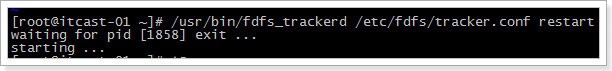 [root@itcast-01 ~]# /usr/bin/fdfs_trackerd /etc/fdfs/tracker.conf restart
waiting for pid [1858] exit ...
starting ...